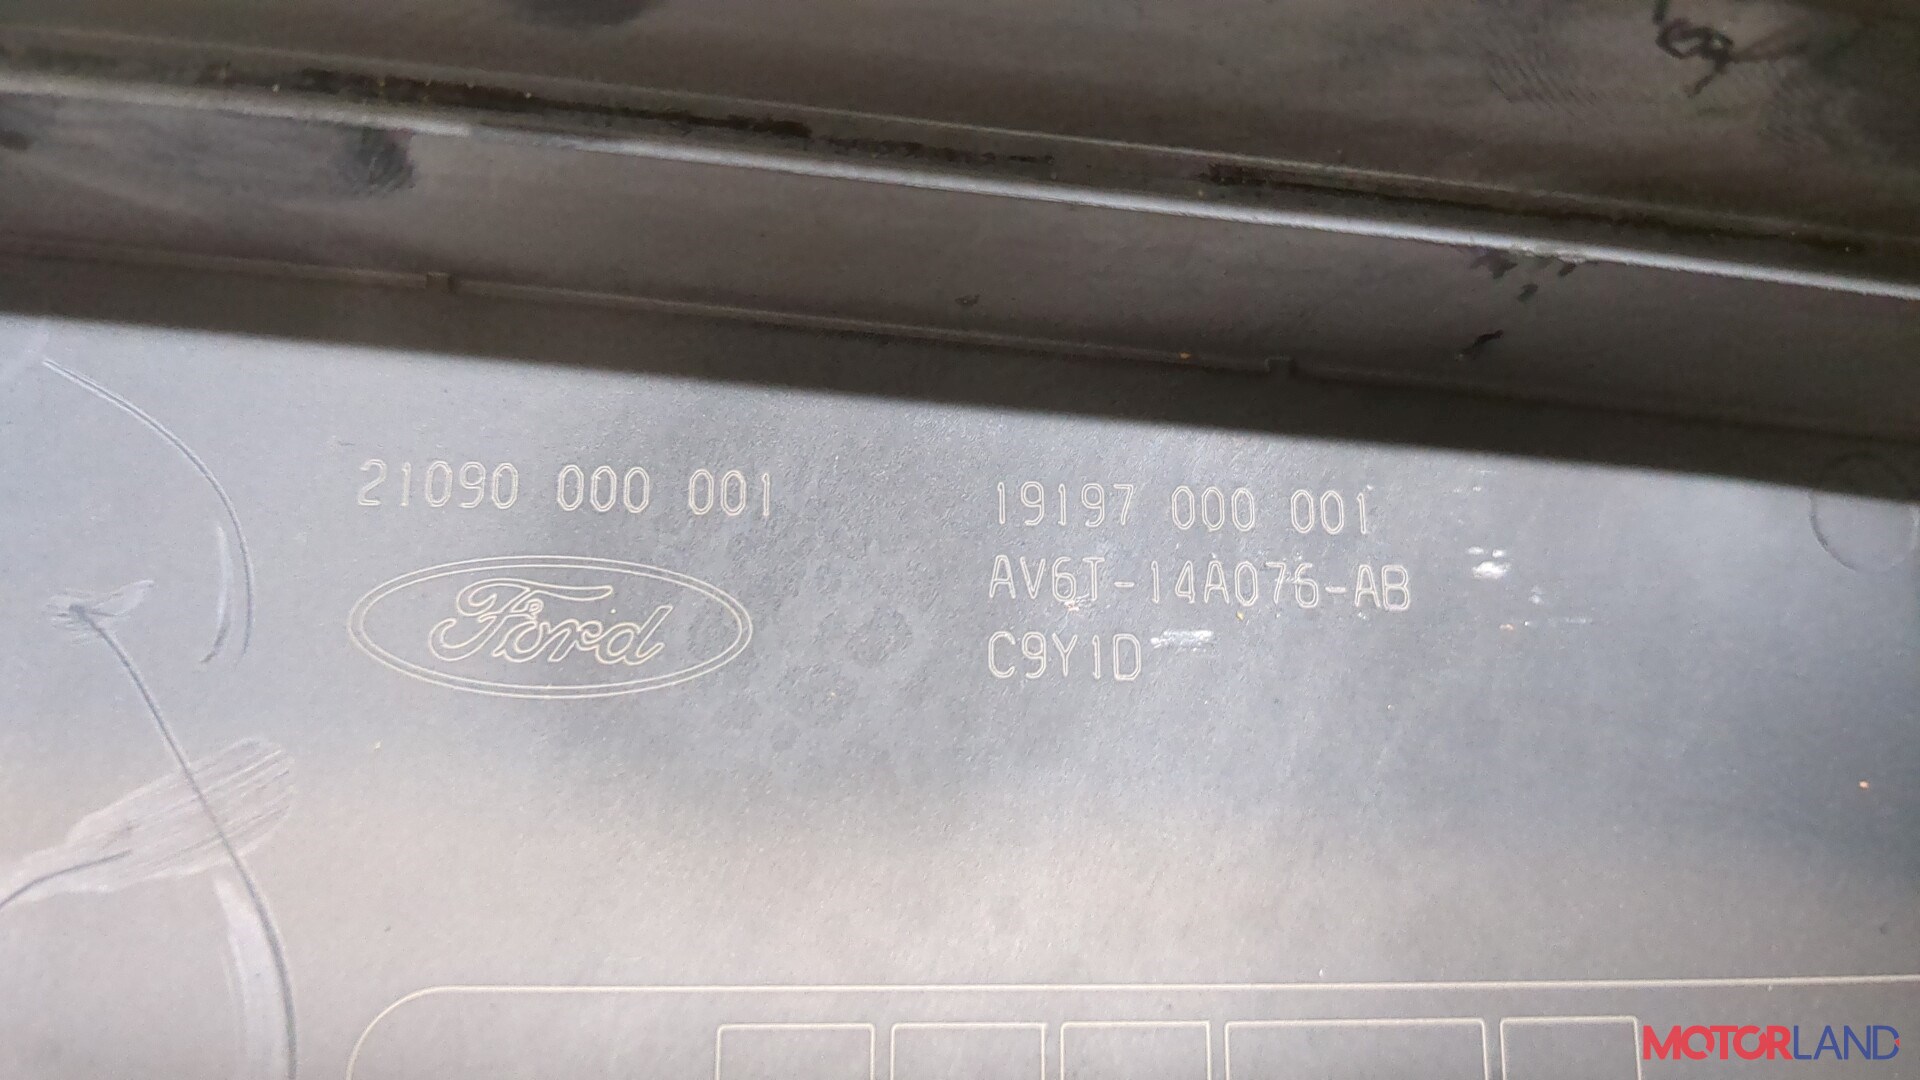 21090 000 001
Ford
19197 000 001
AV6T-14A076-AB
C9Y1D
MOTORLAND